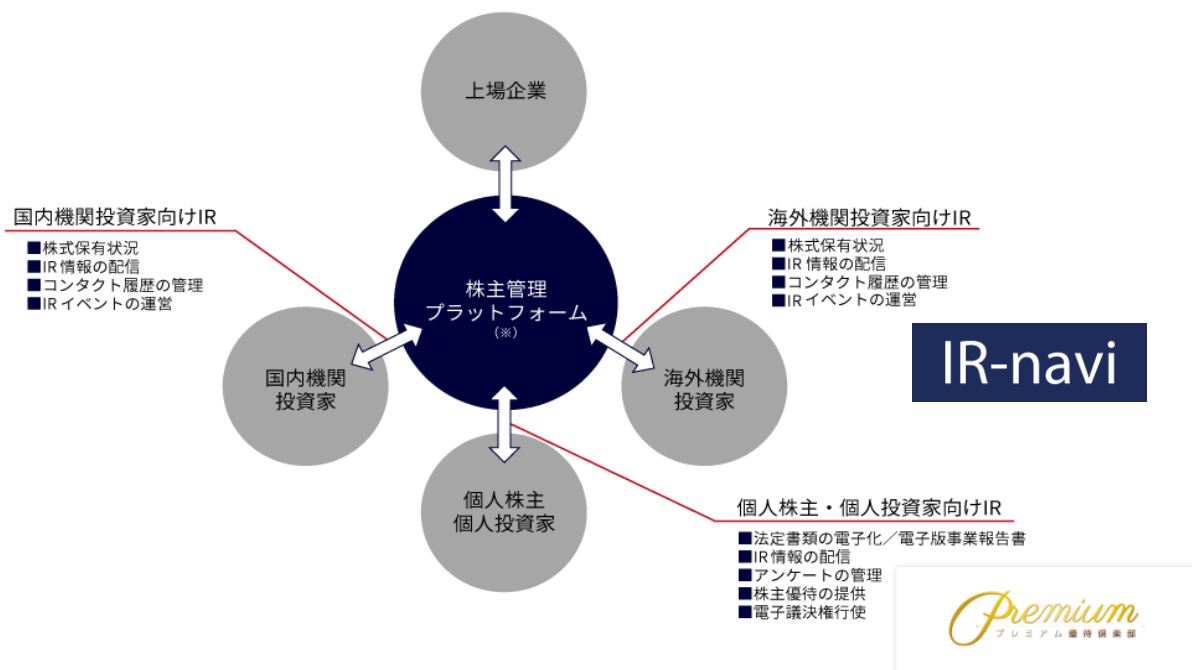 上場企業
国内機関投資家向けIR
■株式保有状況
■IR情報の配信
■コンタクト履歴の管理
■IRイベントの運営
海外機関投資家向けIR
■株式保有状況
■IR情報の配信
■コンタクト履歴の管理
■IRイベントの運営
株主管理
プラットフォーム
（※）
国内機関
投資家
海外機関
投資家
IR-navi
個人株主
個人投資家
個人株主・個人投資家向けIR
■法定書類の電子化／電子版事業報告書
■IR情報の配信
■アンケートの管理
■株主優待の提供
■電子議決権行使
Premium
プレミアム優待倶楽部